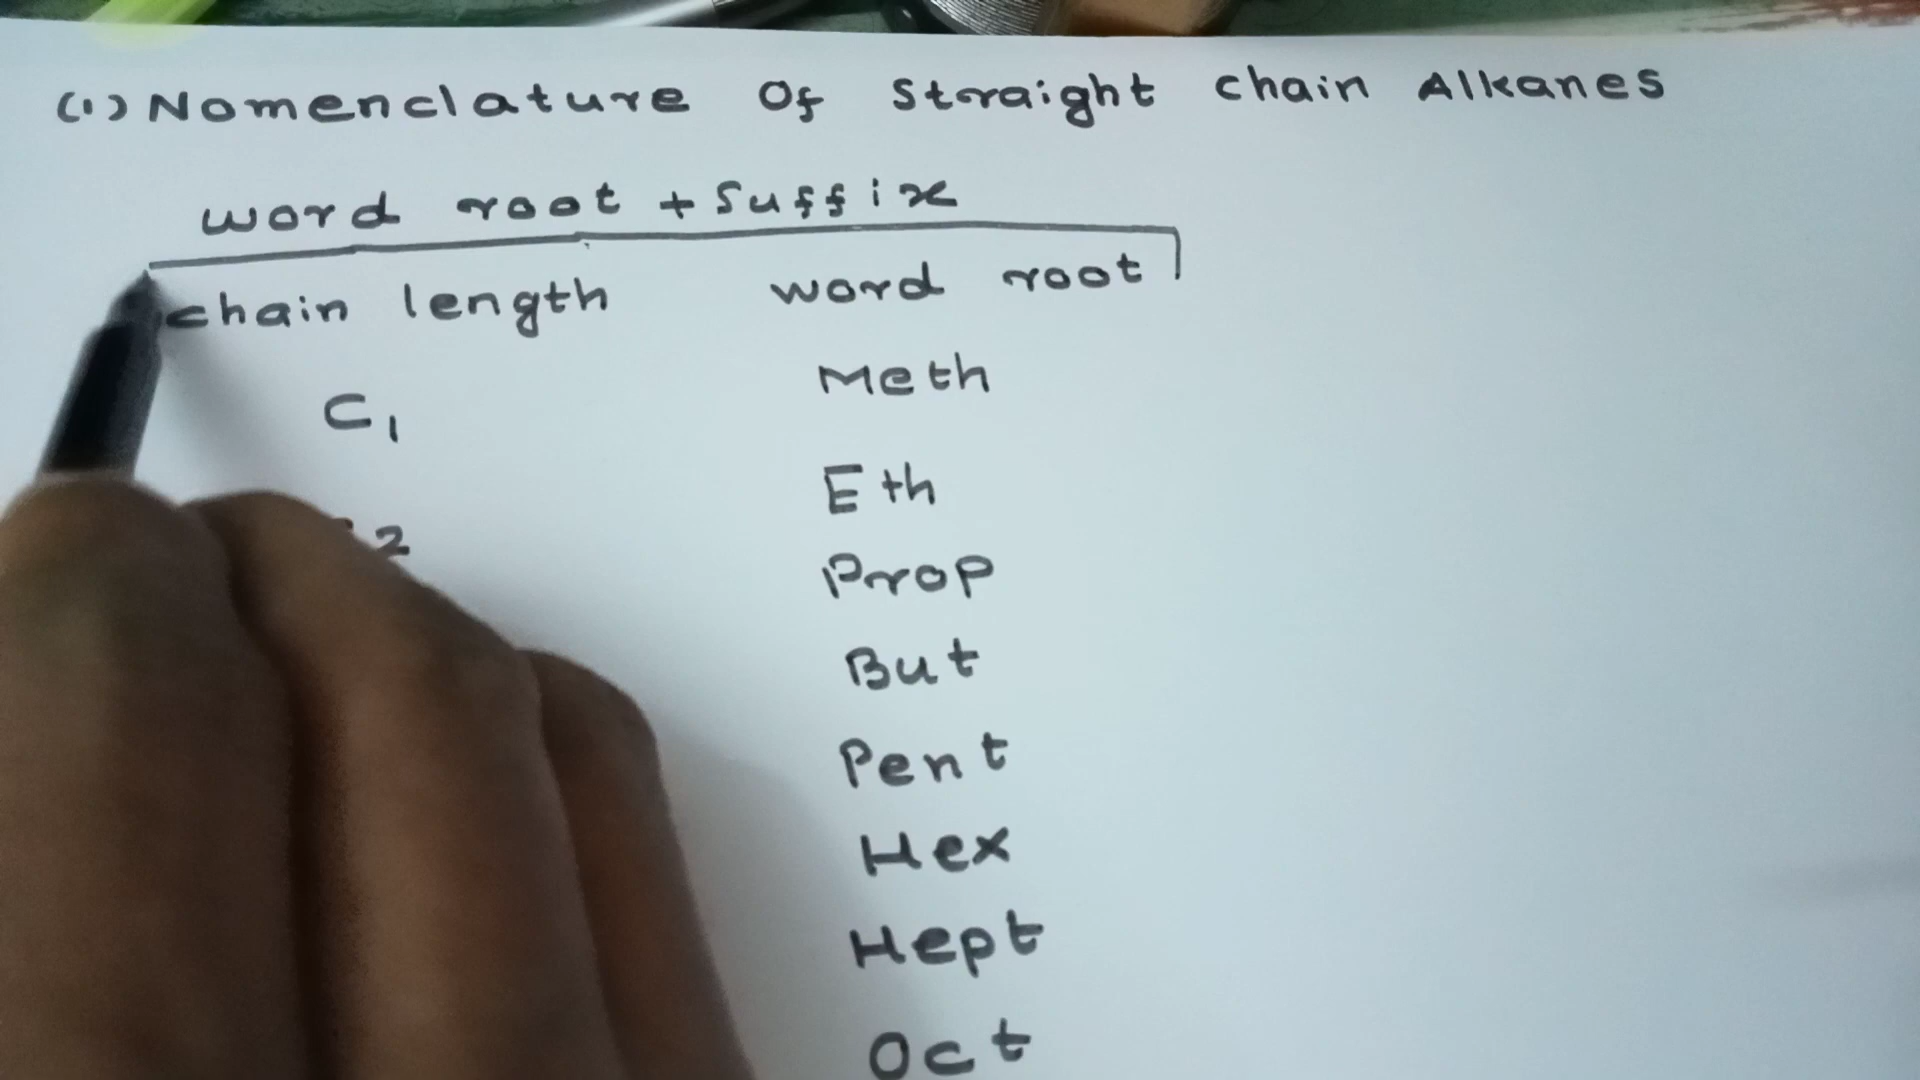 (1) Nomenclature Of Straight chain Alkanes
word root + Suffix
chain length word root
C1 Meth
2 Eth
Prop
But
Pent
Hex
Hept
Oct